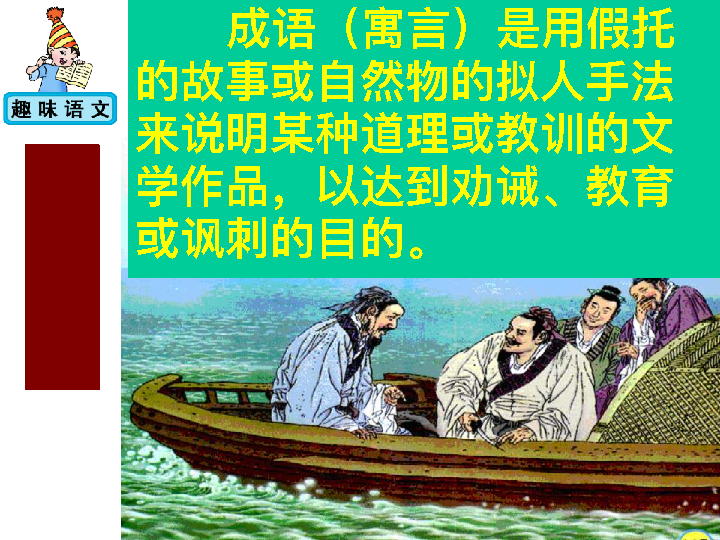 趣味语文
成语（寓言）是用假托
的故事或自然物的拟人手法
来说明某种道理或教训的文
学作品，以达到劝诫、教育
或讽刺的目的。